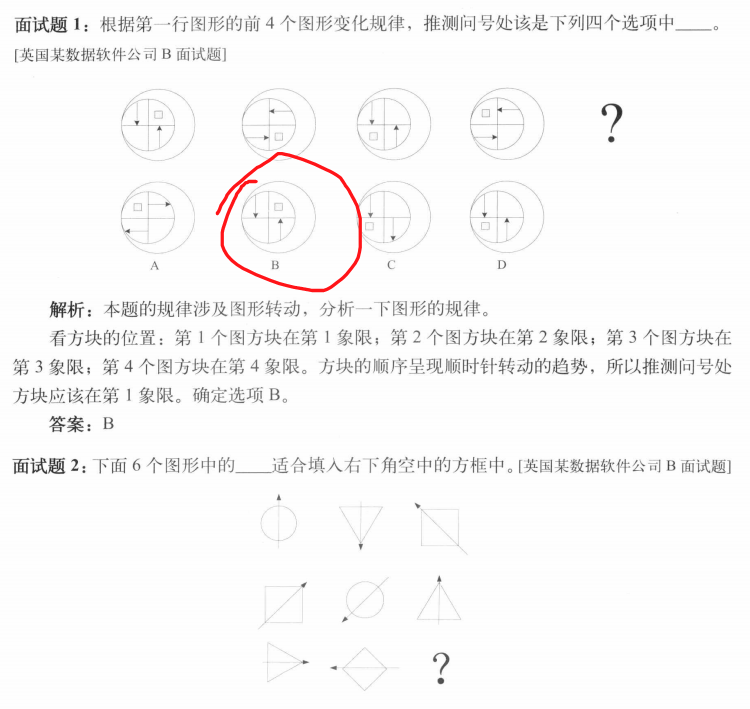 面试题 1：根据第一行图形的前 4 个图形变化规律，推测问号处该是下列四个选项中____。
[英国某数据软件公司 B 面试题]
?
A B C D
解析：本题的规律涉及图形转动，分析一下图形的规律。
看方块的位置：第 1 个图方块在第 1 象限；第 2 个图方块在第 2 象限；第 3 个图方块在
第 3 象限；第 4 个图方块在第 4 象限。方块的顺序呈现顺时针转动的趋势，所以推测问号处
方块应该在第 1 象限。确定选项 B。
答案：B
面试题 2：下面 6 个图形中的____适合填入右下角空中的方框中。[英国某数据软件公司 B 面试题]
?